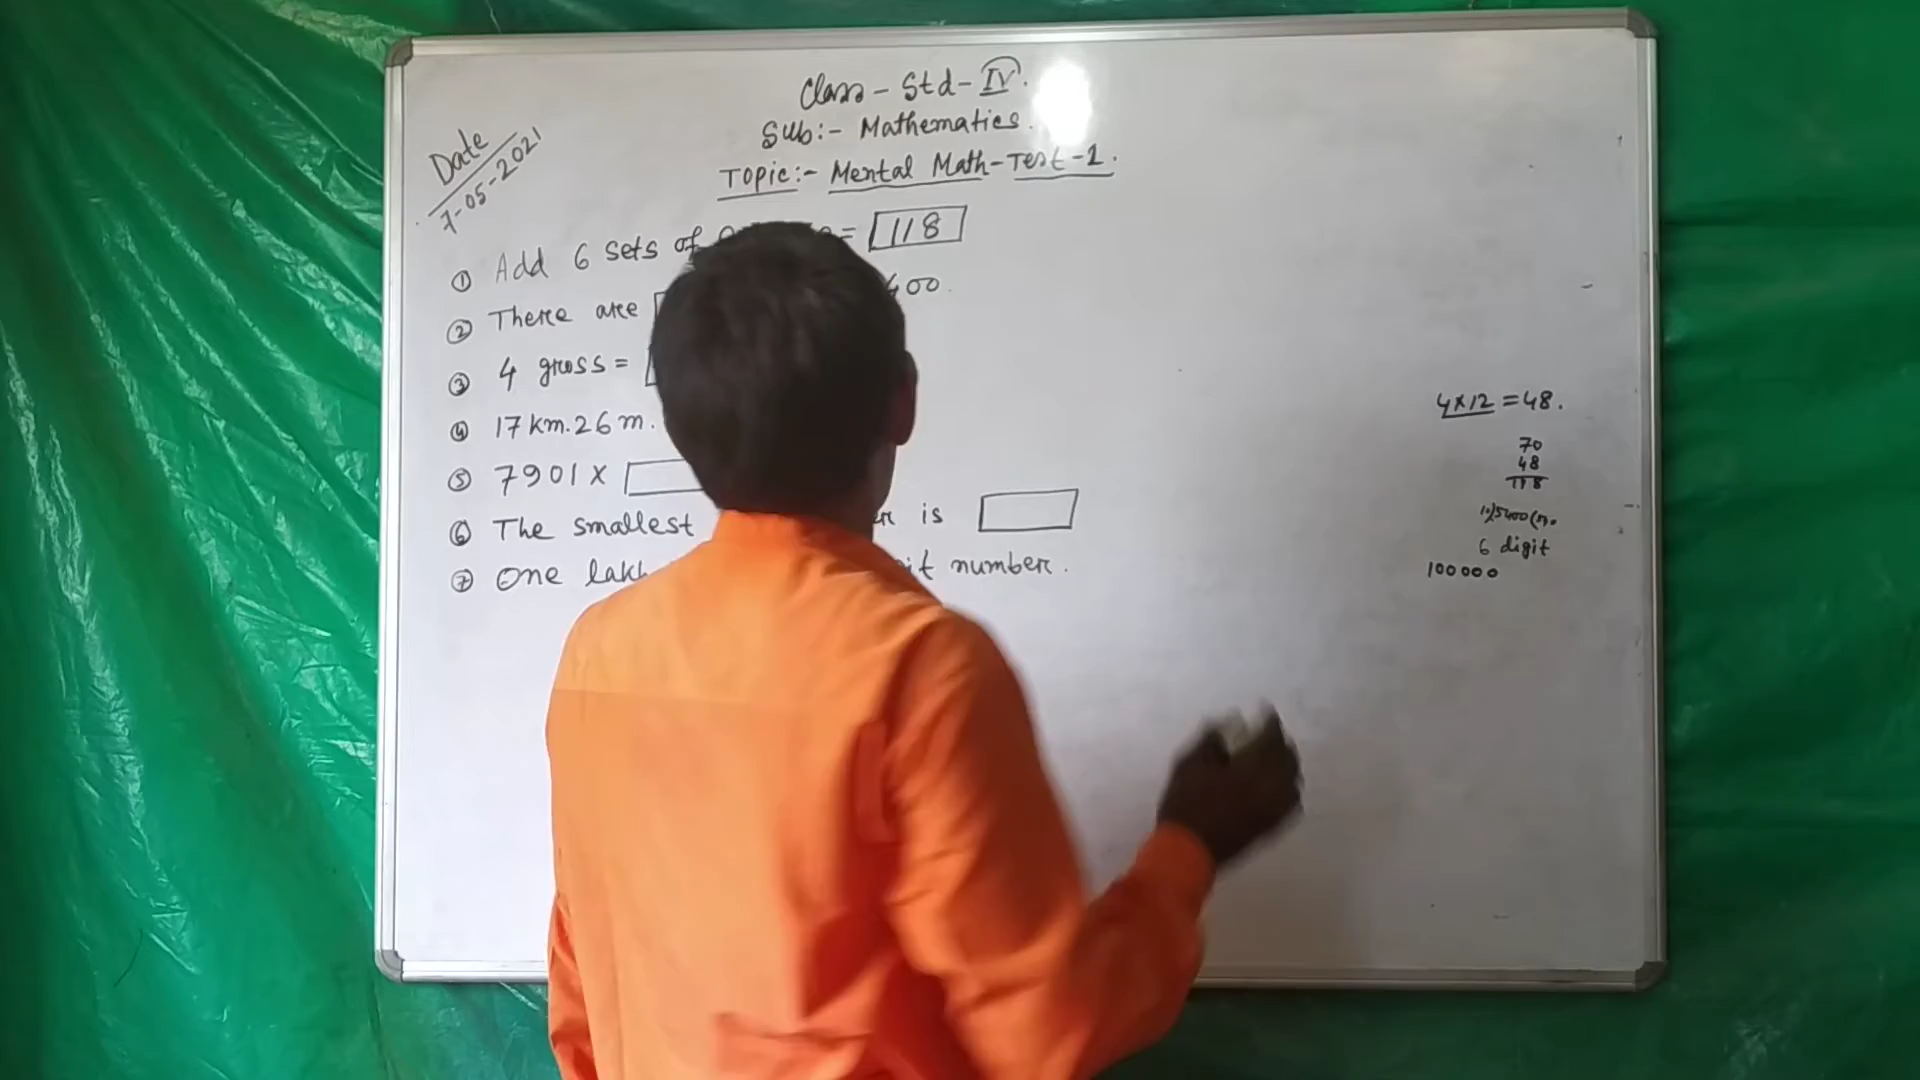 Class - Std - IV.
Sub:- Mathematics.
Topic:- Mental Math-Test-1.
Date
7-05-2021
① Add 6 sets of = 118
② There are 400.
③ 4 gross =
④ 17 km. 26 m.
⑤ 7901 ×
⑥ The smallest is
⑦ One lakh number.
4×12 = 48.
70
48
118
6 digit
100000